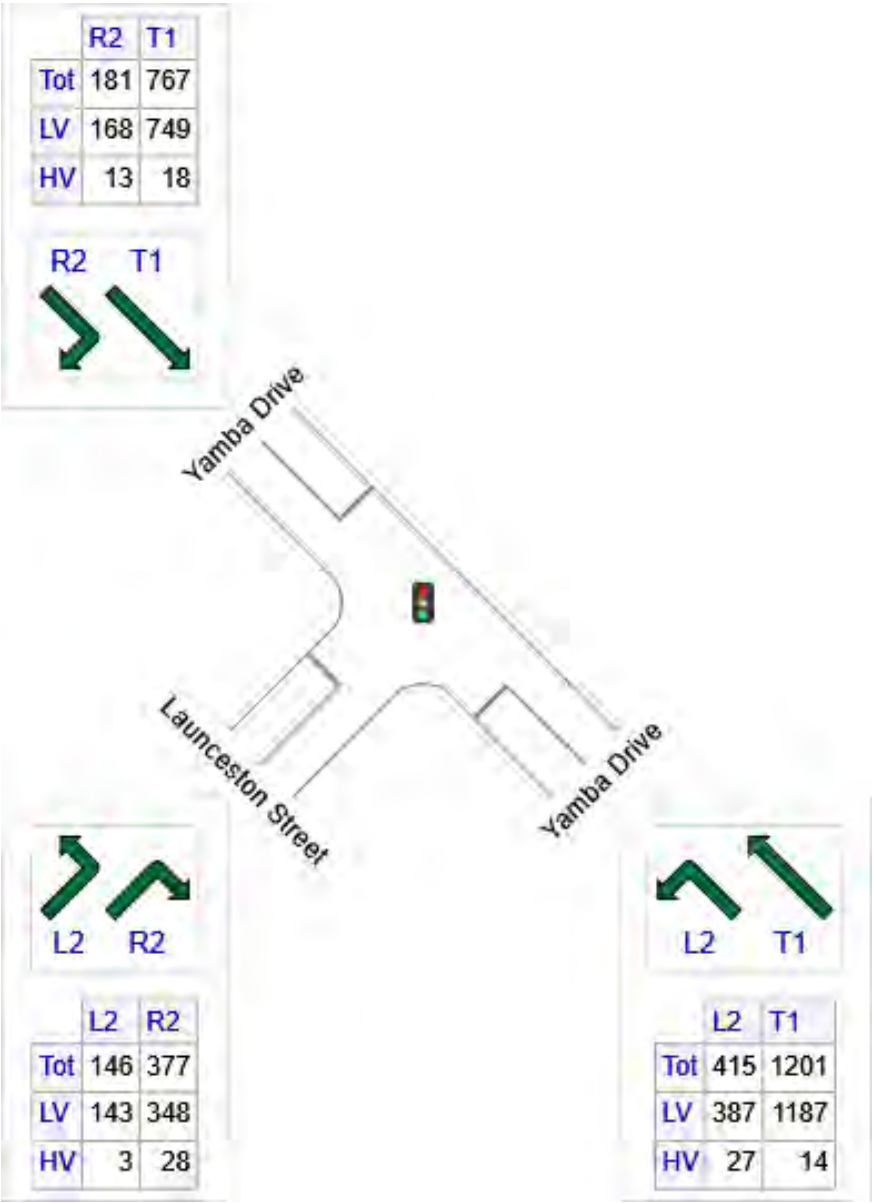 R2 T1
Tot 181 767
LV 168 749
HV 13 18
R2 T1
Yamba Drive
Launceston Street
Yamba Drive
L2 R2
L2 T1
L2 R2
Tot 146 377
LV 143 348
HV 3 28
L2 T1
Tot 415 1201
LV 387 1187
HV 27 14